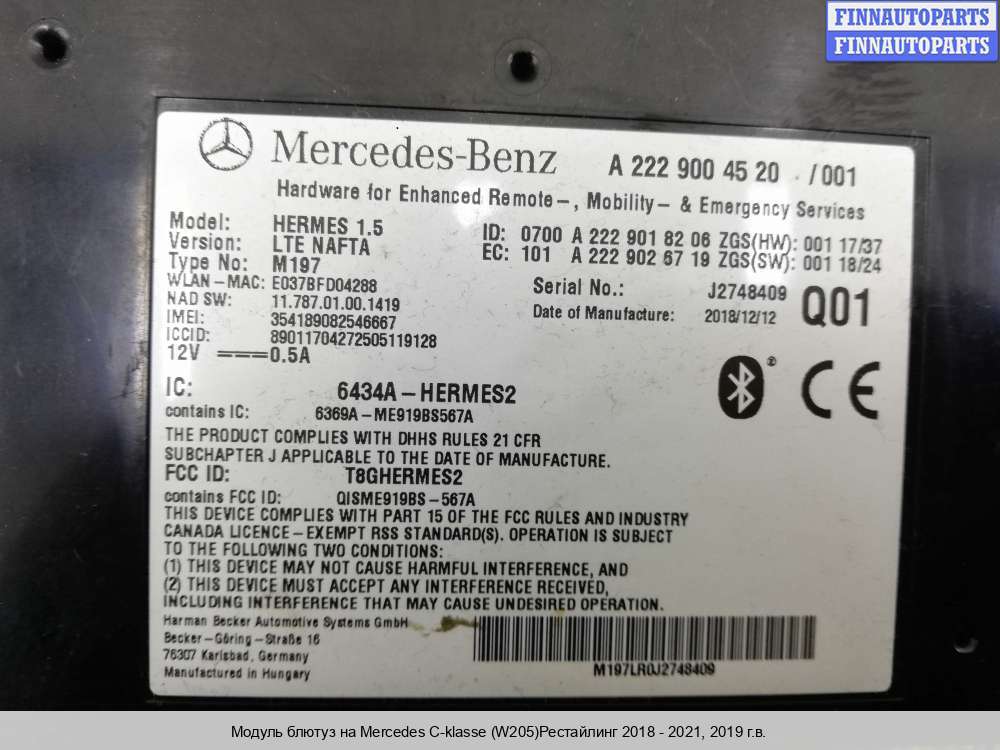 FINNAUTOPARTS
FINNAUTOPARTS
Mercedes-Benz A 222 900 45 20 /001
Hardware for Enhanced Remote-, Mobility- & Emergency Services
Model: HERMES 1.5
Version: LTE NAFTA
Type No: M197
WLAN-MAC: E037BFD04288
NAD SW: 11.787.01.00.1419
IMEI: 354189082546667
ICCID: 89011704272505119128
12V 0.5A
ID: 0700 A 222 901 82 06 ZGS(HW): 001 17/37
EC: 101 A 222 902 67 19 ZGS(SW): 001 18/24
Serial No.: J2748409
Date of Manufacture: 2018/12/12
Q01
IC: 6434A-HERMES2
contains IC: 6369A-ME919BS567A
THE PRODUCT COMPLIES WITH DHHS RULES 21 CFR
SUBCHAPTER J APPLICABLE TO THE DATE OF MANUFACTURE.
FCC ID: T8GHERMES2
contains FCC ID: QISME919BS-567A
THIS DEVICE COMPLIES WITH PART 15 OF THE FCC RULES AND INDUSTRY
CANADA LICENCE-EXEMPT RSS STANDARD(S). OPERATION IS SUBJECT
TO THE FOLLOWING TWO CONDITIONS:
(1) THIS DEVICE MAY NOT CAUSE HARMFUL INTERFERENCE, AND
(2) THIS DEVICE MUST ACCEPT ANY INTERFERENCE RECEIVED,
INCLUDING INTERFERENCE THAT MAY CAUSE UNDESIRED OPERATION.
Harman Becker Automotive Systems GmbH
Becker-Göring-Straße 16
76307 Karlsbad, Germany
Manufactured in Hungary
® CE
M197LR0J2748409
Модуль блютуз на Mercedes C-klasse (W205)Рестайлинг 2018 - 2021, 2019 г.в.